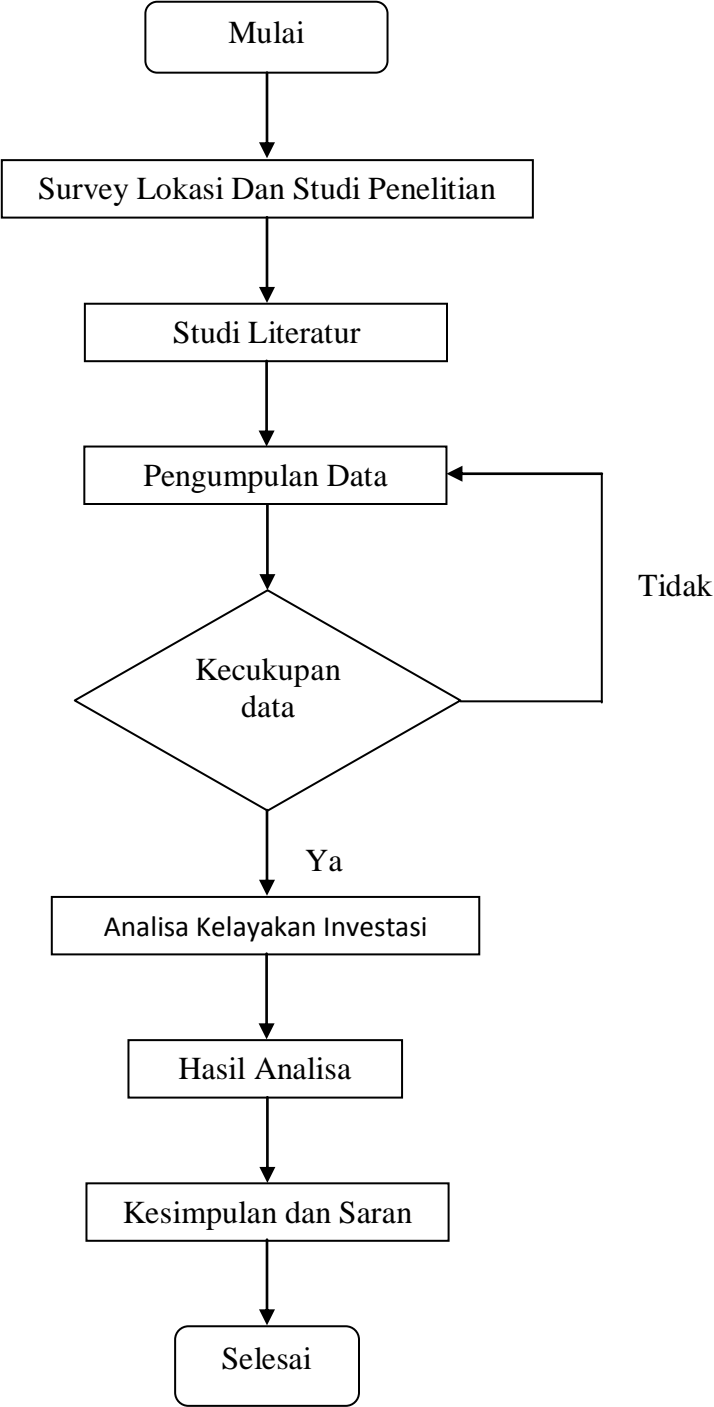 Mulai
Survey Lokasi Dan Studi Penelitian
Studi Literatur
Pengumpulan Data
Tidak
Kecukupan
data
Ya
Analisa Kelayakan Investasi
Hasil Analisa
Kesimpulan dan Saran
Selesai